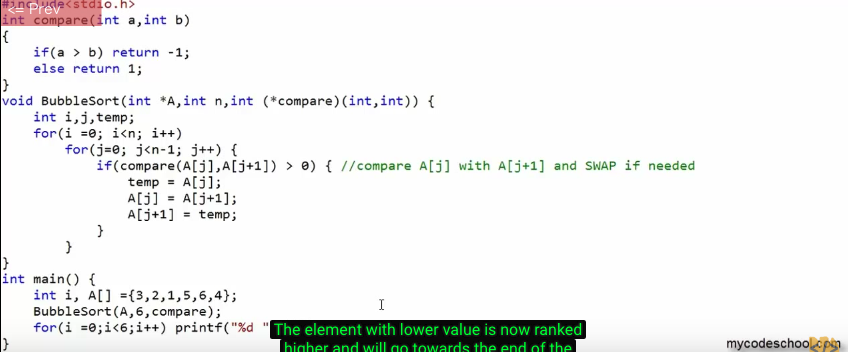 #include<stdio.h>
<= Prev
int compare(int a,int b)
{
if(a > b) return -1;
else return 1;
}
void BubbleSort(int *A,int n,int (*compare)(int,int)) {
int i,j,temp;
for(i =0; i<n; i++)
for(j=0; j<n-1; j++) {
if(compare(A[j],A[j+1]) > 0) { //compare A[j] with A[j+1] and SWAP if needed
temp = A[j];
A[j] = A[j+1];
A[j+1] = temp;
}
}
}
int main() {
int i, A[] ={3,2,1,5,6,4};
BubbleSort(A,6,compare);
for(i =0;i<6;i++) printf("%d "
}
The element with lower value is now ranked
higher and will go towards the end of the
mycodeschool.com